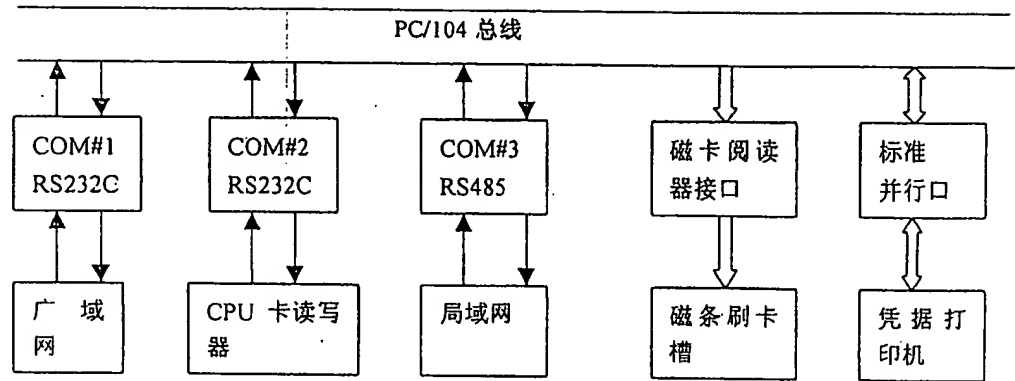 PC/104 总线
COM#1
RS232C
COM#2
RS232C
COM#3
RS485
磁卡阅读
器接口
标准
并行口
广域
网
CPU 卡读写
器
局域网
磁条刷卡
槽
凭据打
印机